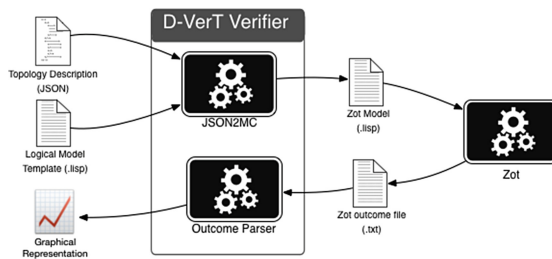 D-VerT Verifier
Topology Description
(JSON)
JSON2MC
Zot Model
(.lisp)
Logical Model
Template (.lisp)
Zot
Outcome Parser
Zot outcome file
(.txt)
Graphical
Representation